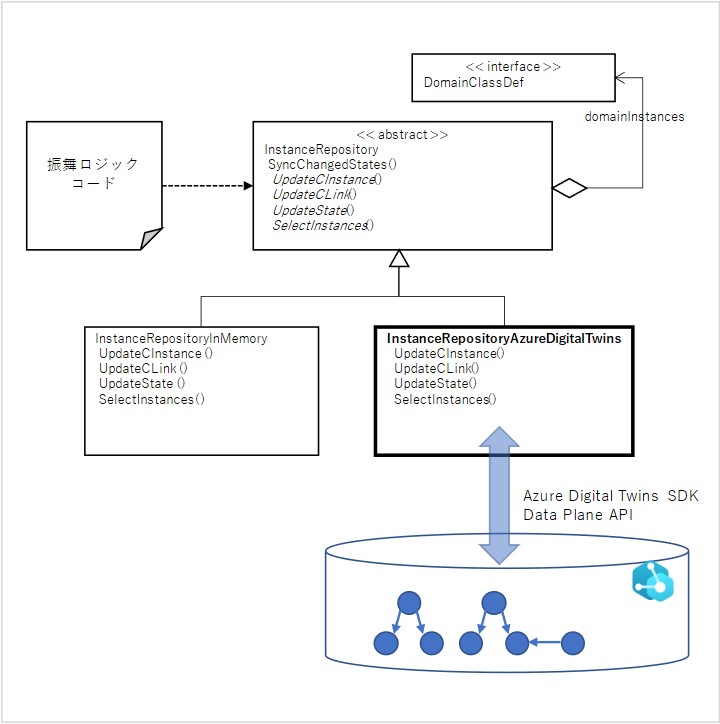 << interface >>
DomainClassDef
domainInstances
振舞ロジック
コード
<< abstract >>
InstanceRepository
SyncChangedStates()
UpdateCInstance()
UpdateCLink()
UpdateState()
SelectInstances()
InstanceRepositoryInMemory
UpdateCInstance ()
UpdateCLink ()
UpdateState ()
SelectInstances()
InstanceRepositoryAzureDigitalTwins
UpdateCInstance()
UpdateCLink()
UpdateState()
SelectInstances()
Azure Digital Twins SDK
Data Plane API